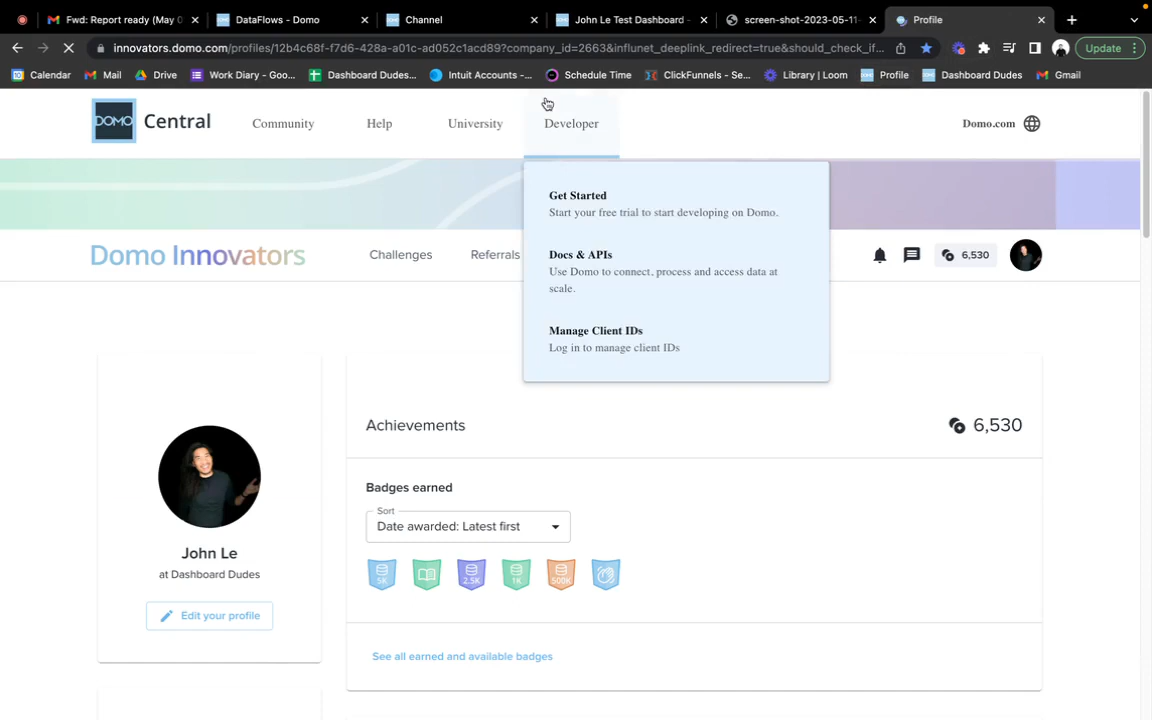 Fwd: Report ready (May 0
DataFlows - Domo
Channel
John Le Test Dashboard -
screen-shot-2023-05-11-
Profile
innovators.domo.com/profiles/12b4c68f-f7d6-428a-a01c-ad052c1acd89?company_id=2663&influnet_deeplink_redirect=true&should_check_if...
Update
Calendar
Mail
Drive
Work Diary - Goo...
Dashboard Dudes...
Intuit Accounts -...
Schedule Time
ClickFunnels - Se...
Library | Loom
Profile
Dashboard Dudes
Gmail
DOMO
Central
Community
Help
University
Developer
Domo.com
Get Started
Start your free trial to start developing on Domo.
Docs & APIs
Use Domo to connect, process and access data at
scale.
Manage Client IDs
Log in to manage client IDs
Domo Innovators
Challenges
Referrals
6,530
Achievements
6,530
Badges earned
Sort
Date awarded: Latest first
5K
2.5K
1K
500K
John Le
at Dashboard Dudes
Edit your profile
See all earned and available badges